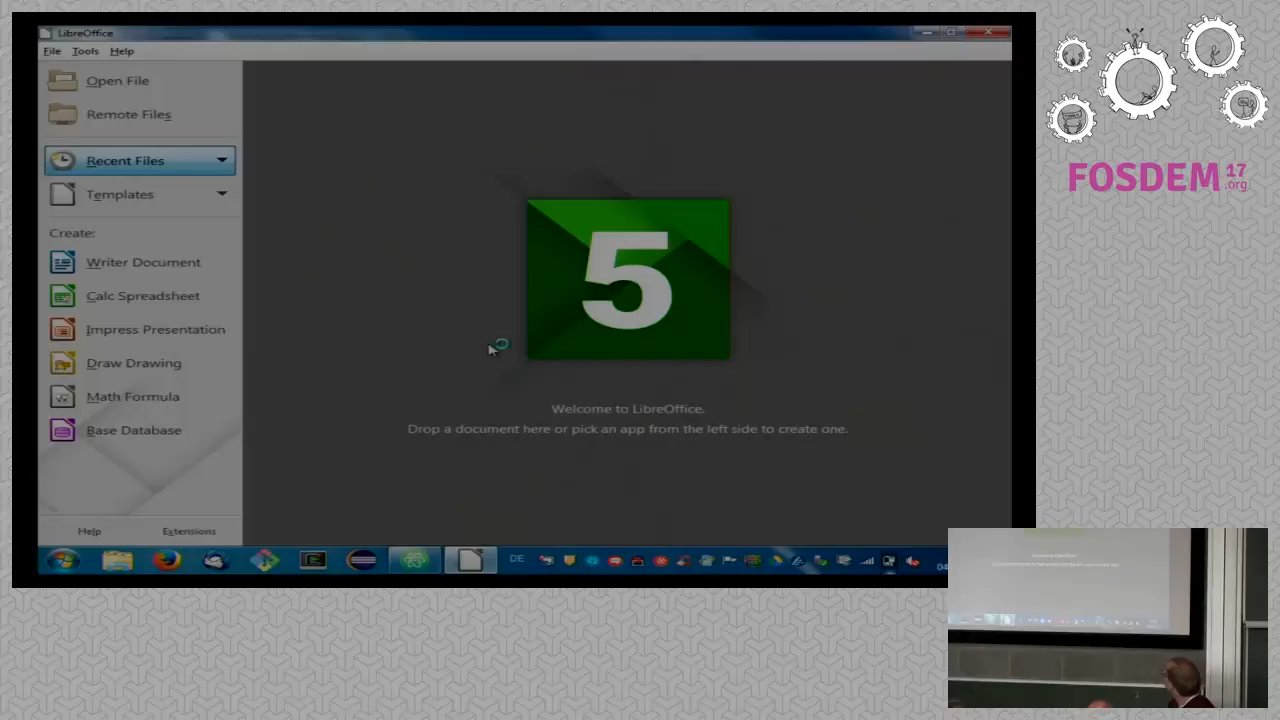 LibreOffice
File Tools Help
Open File
Remote Files
Recent Files
Templates
Create:
Writer Document
Calc Spreadsheet
Impress Presentation
Draw Drawing
Math Formula
Base Database
Help Extensions
5
Welcome to LibreOffice.
Drop a document here or pick an app from the left side to create one.
DE
FOSDEM 17
.org